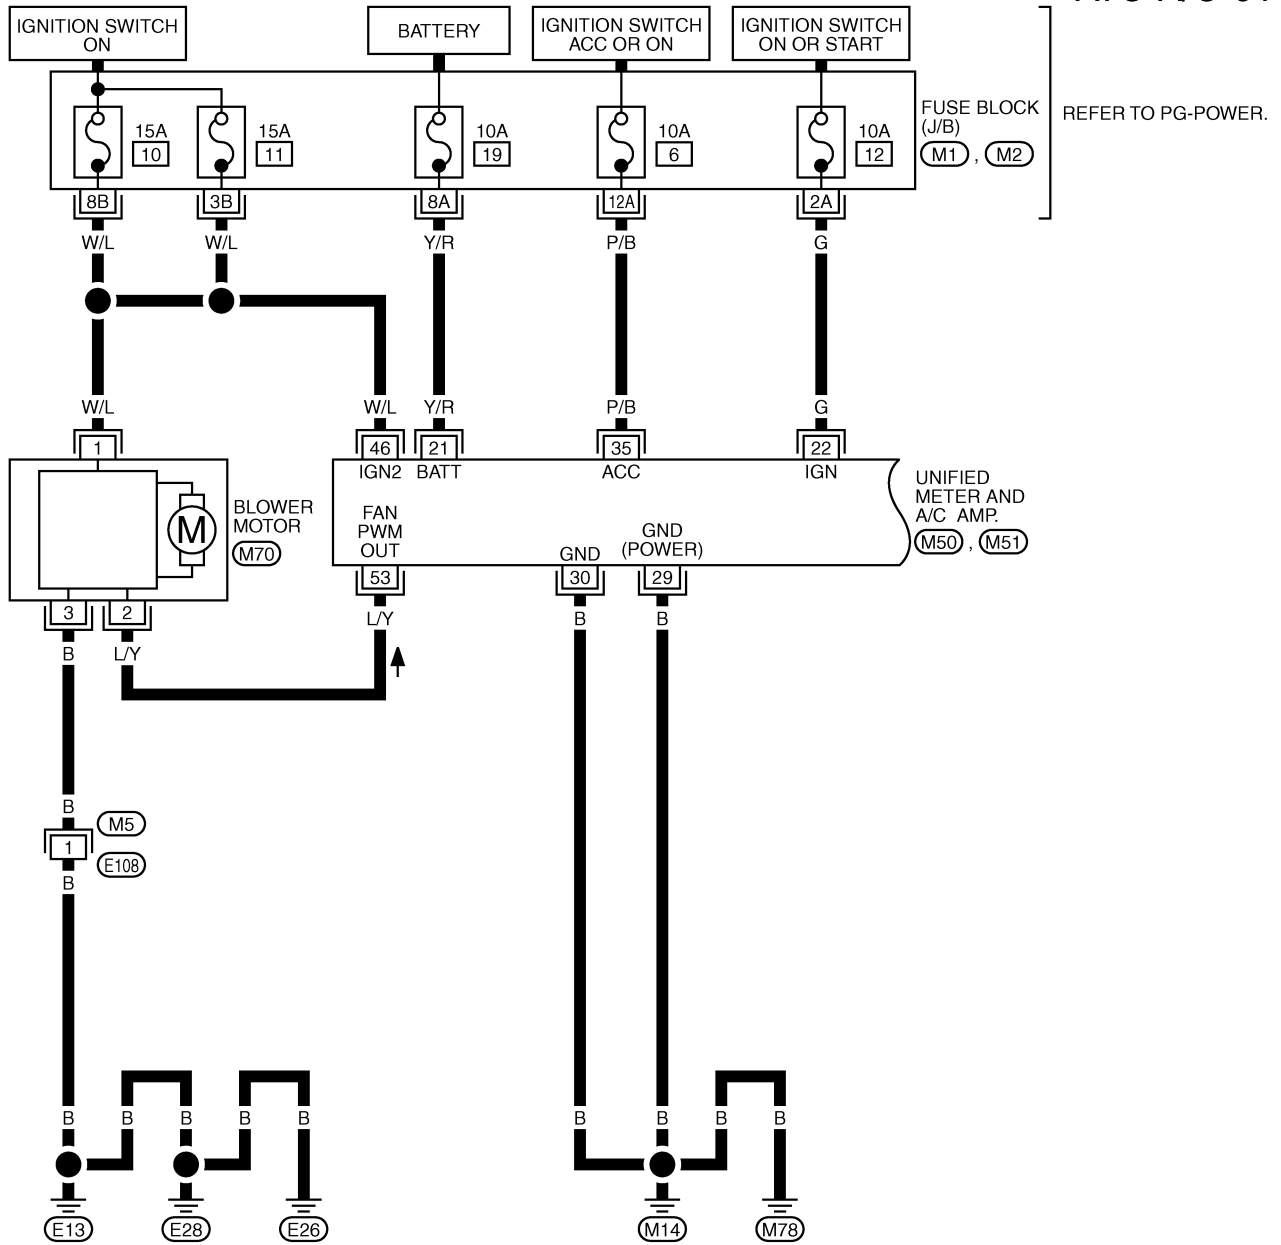 IGNITION SWITCH
ON
BATTERY
IGNITION SWITCH
ACC OR ON
IGNITION SWITCH
ON OR START
15A
10
15A
11
10A
19
10A
6
10A
12
FUSE BLOCK
(J/B)
M1 , M2
REFER TO PG-POWER.
8B
3B
8A
12A
2A
W/L
W/L
Y/R
P/B
G
W/L
W/L
Y/R
P/B
G
1
46
21
35
22
IGN2
BATT
ACC
IGN
BLOWER
MOTOR
M70
M
FAN
PWM
OUT
GND
GND
(POWER)
UNIFIED
METER AND
A/C AMP.
M50 , M51
53
30
29
3
2
L/Y
B
B
B
L/Y
B
M5
1
E108
B
B
B
B
B
B
B
B
B
B
E13
E28
E26
M14
M78